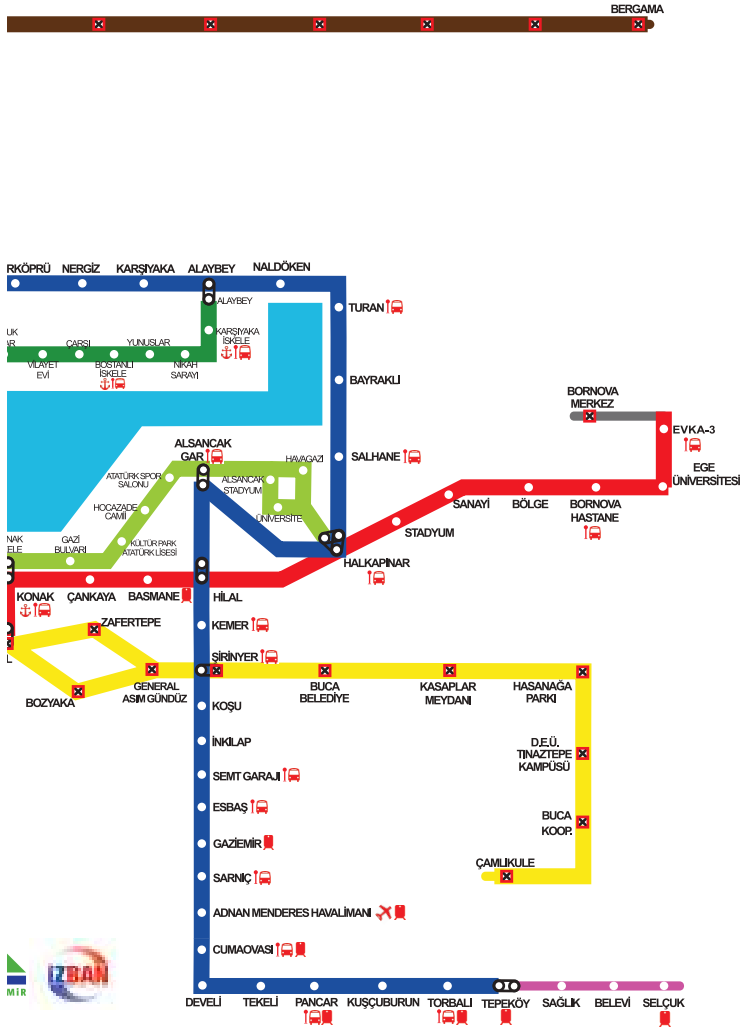 BERGAMA
RKÖPRÜ NERGİZ KARŞIYAKA ALAYBEY NALDÖKEN
ALAYBEY
TURAN
UK
AR
VİLAYET
EVİ
ÇARŞI
BOSTANLI
İSKELE
YUNUSLAR
NİKAH
SARAYI
KARŞIYAKA
İSKELE
BAYRAKLI
BORNOVA
MERKEZ
EVKA-3
ALSANCAK
GAR
HAVAGAZI
SALHANE
EGE
ÜNİVERSİTESİ
ATATÜRK SPOR
SALONU
ALSANCAK
STADYUM
SANAYİ
BÖLGE
BORNOVA
HASTANE
HOCAZADE
CAMİİ
ÜNİVERSİTE
STADYUM
NAK
ELE
GAZİ
BULVARI
KÜLTÜR PARK
ATATÜRK LİSESİ
HALKAPINAR
KONAK
ÇANKAYA
BASMANE
HİLAL
ZAFERTEPE
KEMER
L
ŞİRİNYER
BOZYAKA
GENERAL
ASIM GÜNDÜZ
BUCA
BELEDİYE
KASAPLAR
MEYDANI
HASANAĞA
PARKI
KOŞU
İNKILAP
D.E.Ü.
TINAZTEPE
KAMPÜSÜ
SEMT GARAJI
ESBAŞ
BUCA
KOOP.
GAZİEMİR
ÇAMLIKULE
SARNIÇ
ADNAN MENDERES HAVALİMANI
CUMAOVASI
İZBAN
MİR
DEVELİ TEKELİ PANCAR KUŞÇUBURUN TORBALI TEPEKÖY SAĞLIK BELEVİ SELÇUK